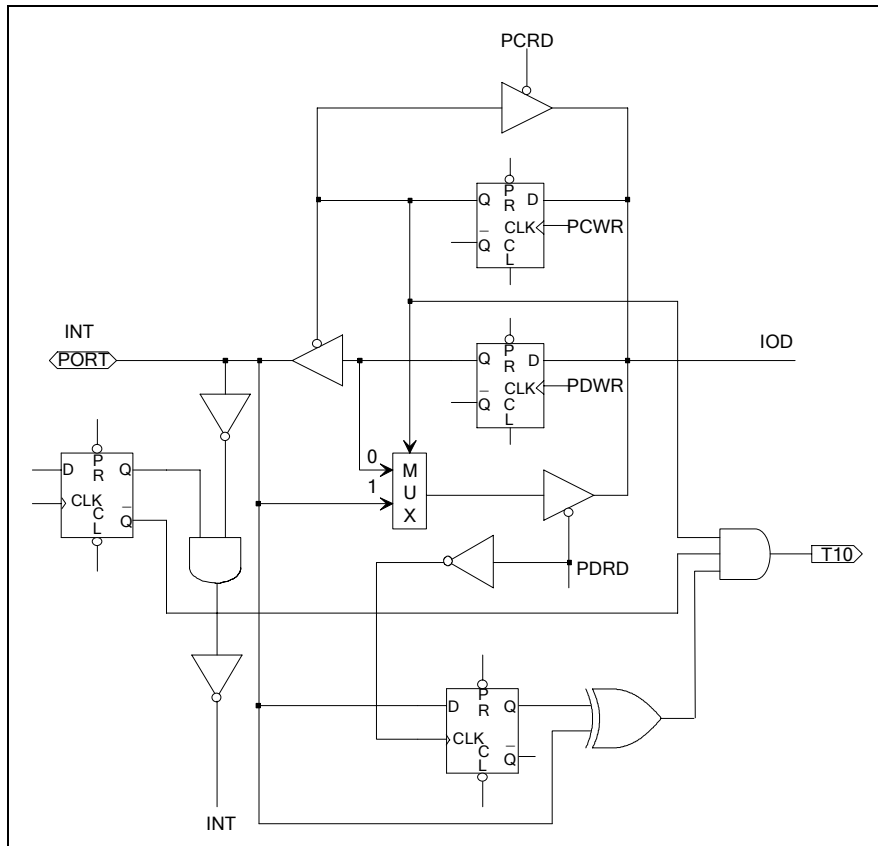 PCRD
P
R
Q D
CLK
Q
C
L
PCWR
INT
PORT
P
R
Q D
CLK
Q
C
L
PDWR
IOD
0
1
M
U
X
P
R
D Q
CLK
C
L
Q
PDRD
T10
P
R
D Q
CLK
C
L
Q
INT